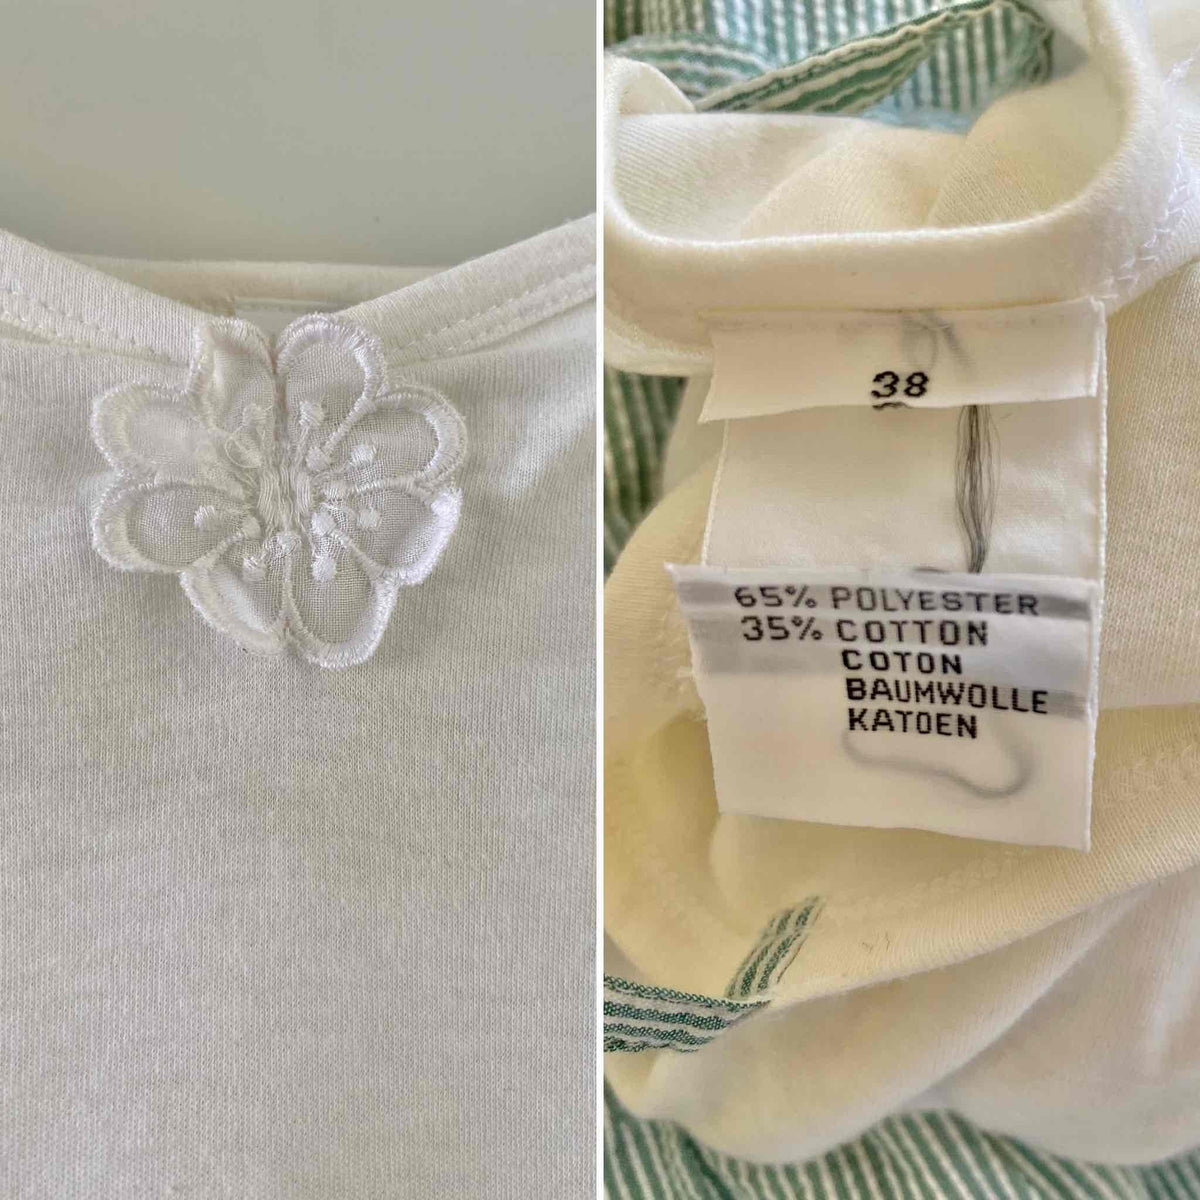 38
65% POLYESTER
35% COTTON
COTON
BAUMWOLLE
KATOEN